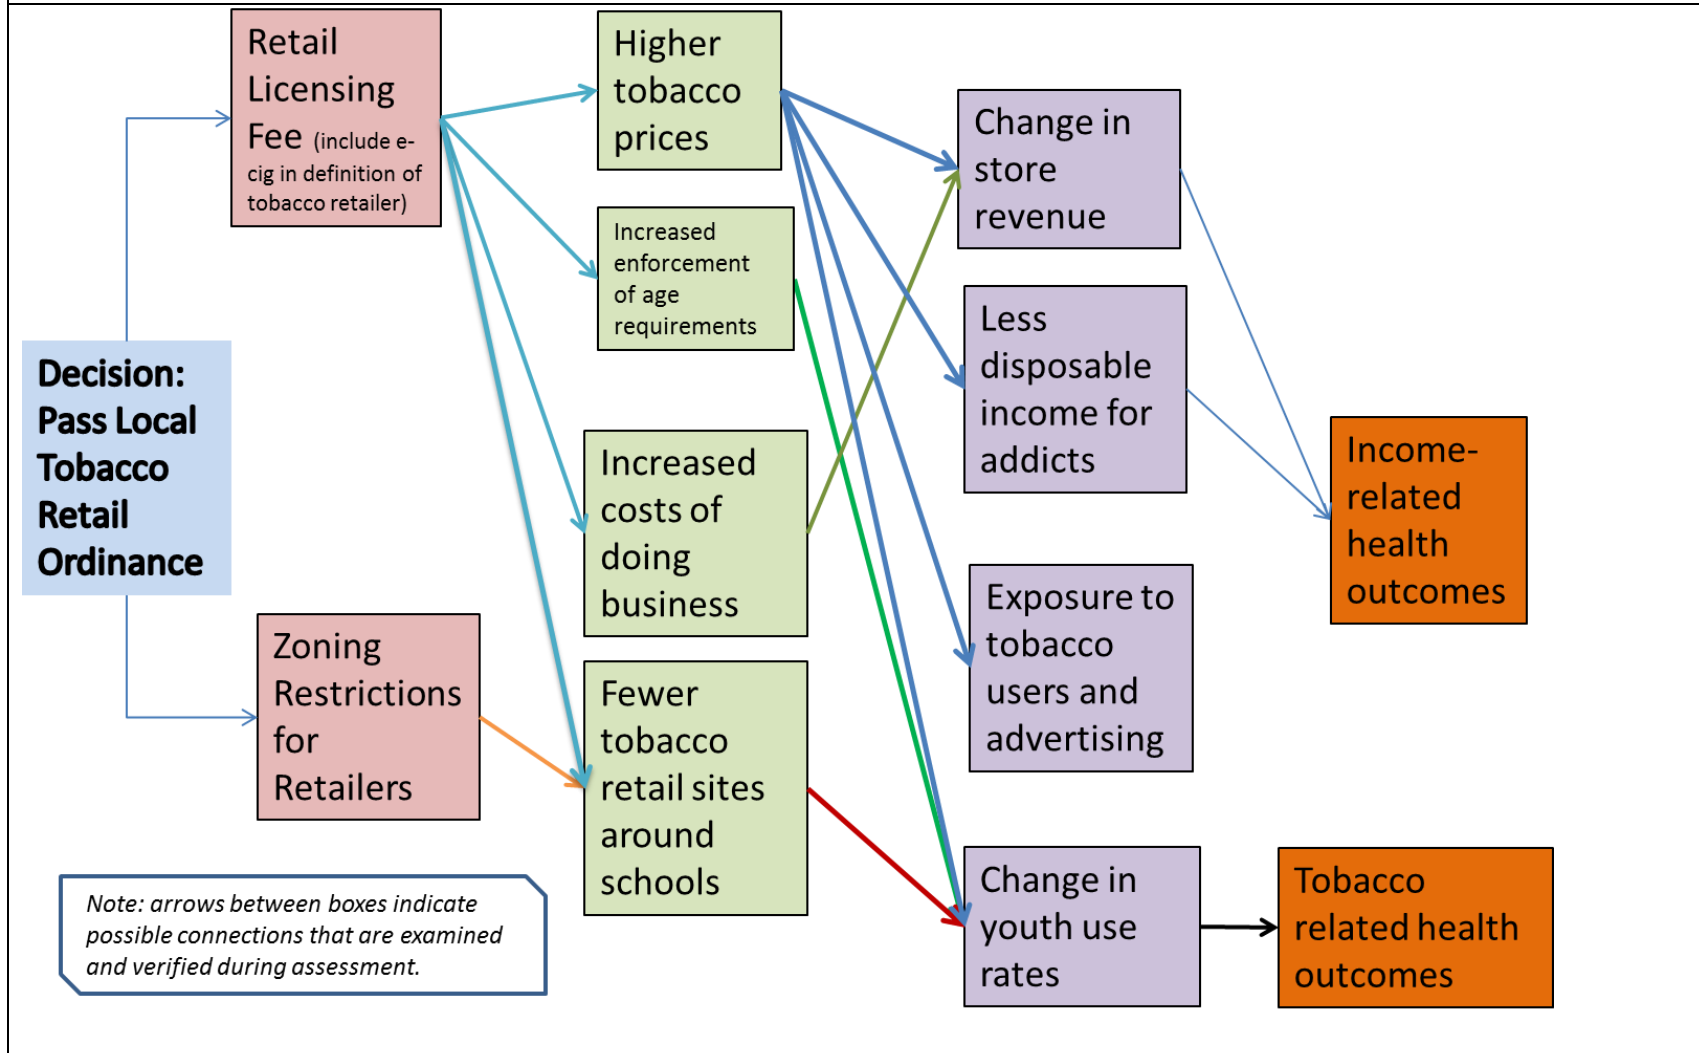 Retail
Licensing
Fee (include e-
cig in definition of
tobacco retailer)
Higher
tobacco
prices
Change in
store
revenue
Increased
enforcement
of age
requirements
Less
disposable
income for
addicts
Decision:
Pass Local
Tobacco
Retail
Ordinance
Increased
costs of
doing
business
Income-
related
health
outcomes
Zoning
Restrictions
for
Retailers
Fewer
tobacco
retail sites
around
schools
Exposure to
tobacco
users and
advertising
Change in
youth use
rates
Tobacco
related health
outcomes
Note: arrows between boxes indicate
possible connections that are examined
and verified during assessment.